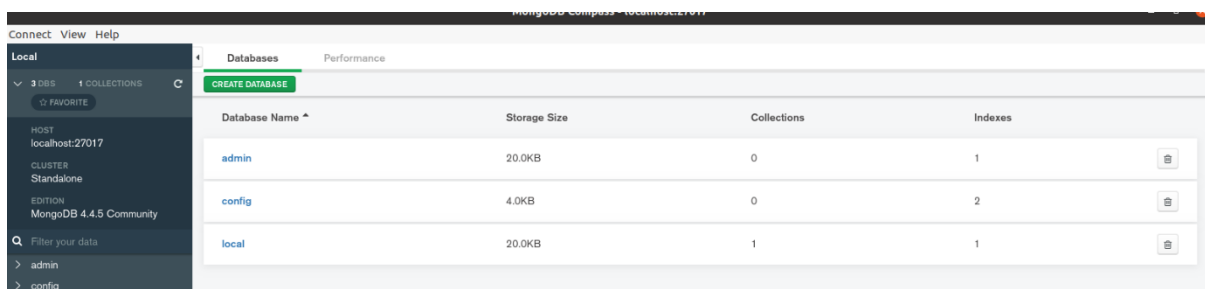 MongoDB Compass - localhost:27017
Connect View Help
Local
Databases Performance
3 DBS 1 COLLECTIONS
CREATE DATABASE
FAVORITE
Database Name Storage Size Collections Indexes
HOST
localhost:27017
admin 20.0KB 0 1
CLUSTER
Standalone
EDITION
MongoDB 4.4.5 Community
config 4.0KB 0 2
Filter your data
local 20.0KB 1 1
admin
config